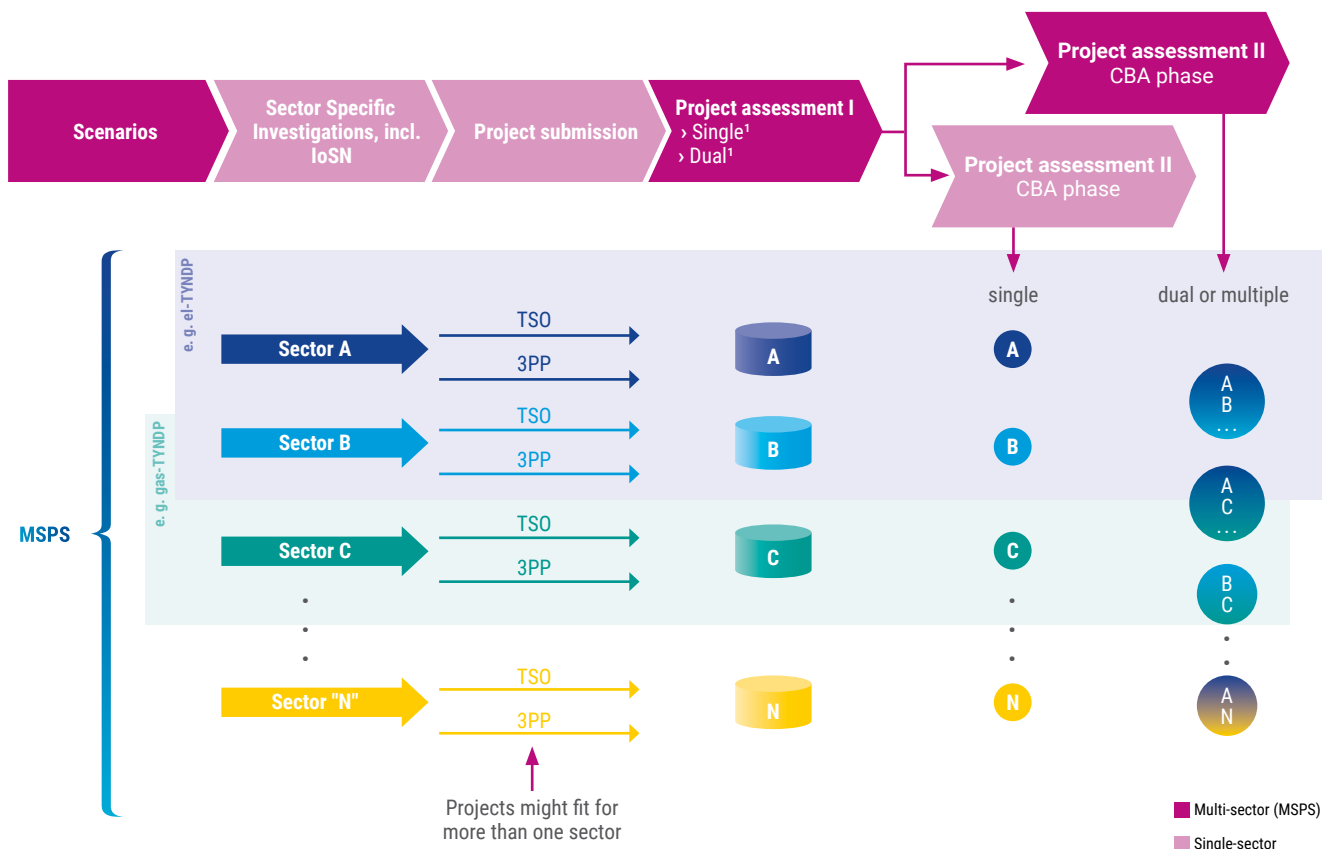 Project assessment II
CBA phase
Scenarios
Sector Specific
Investigations, incl.
IoSN
Project submission
Project assessment I
› Single¹
› Dual¹
Project assessment II
CBA phase
e. g. el-TYNDP
single
dual or multiple
Sector A
TSO
3PP
A
A
A
B
...
Sector B
TSO
3PP
B
B
e. g. gas-TYNDP
MSPS
A
C
...
Sector C
TSO
3PP
C
C
B
C
Sector "N"
TSO
3PP
N
N
A
N
Projects might fit for
more than one sector
Multi-sector (MSPS)
Single-sector